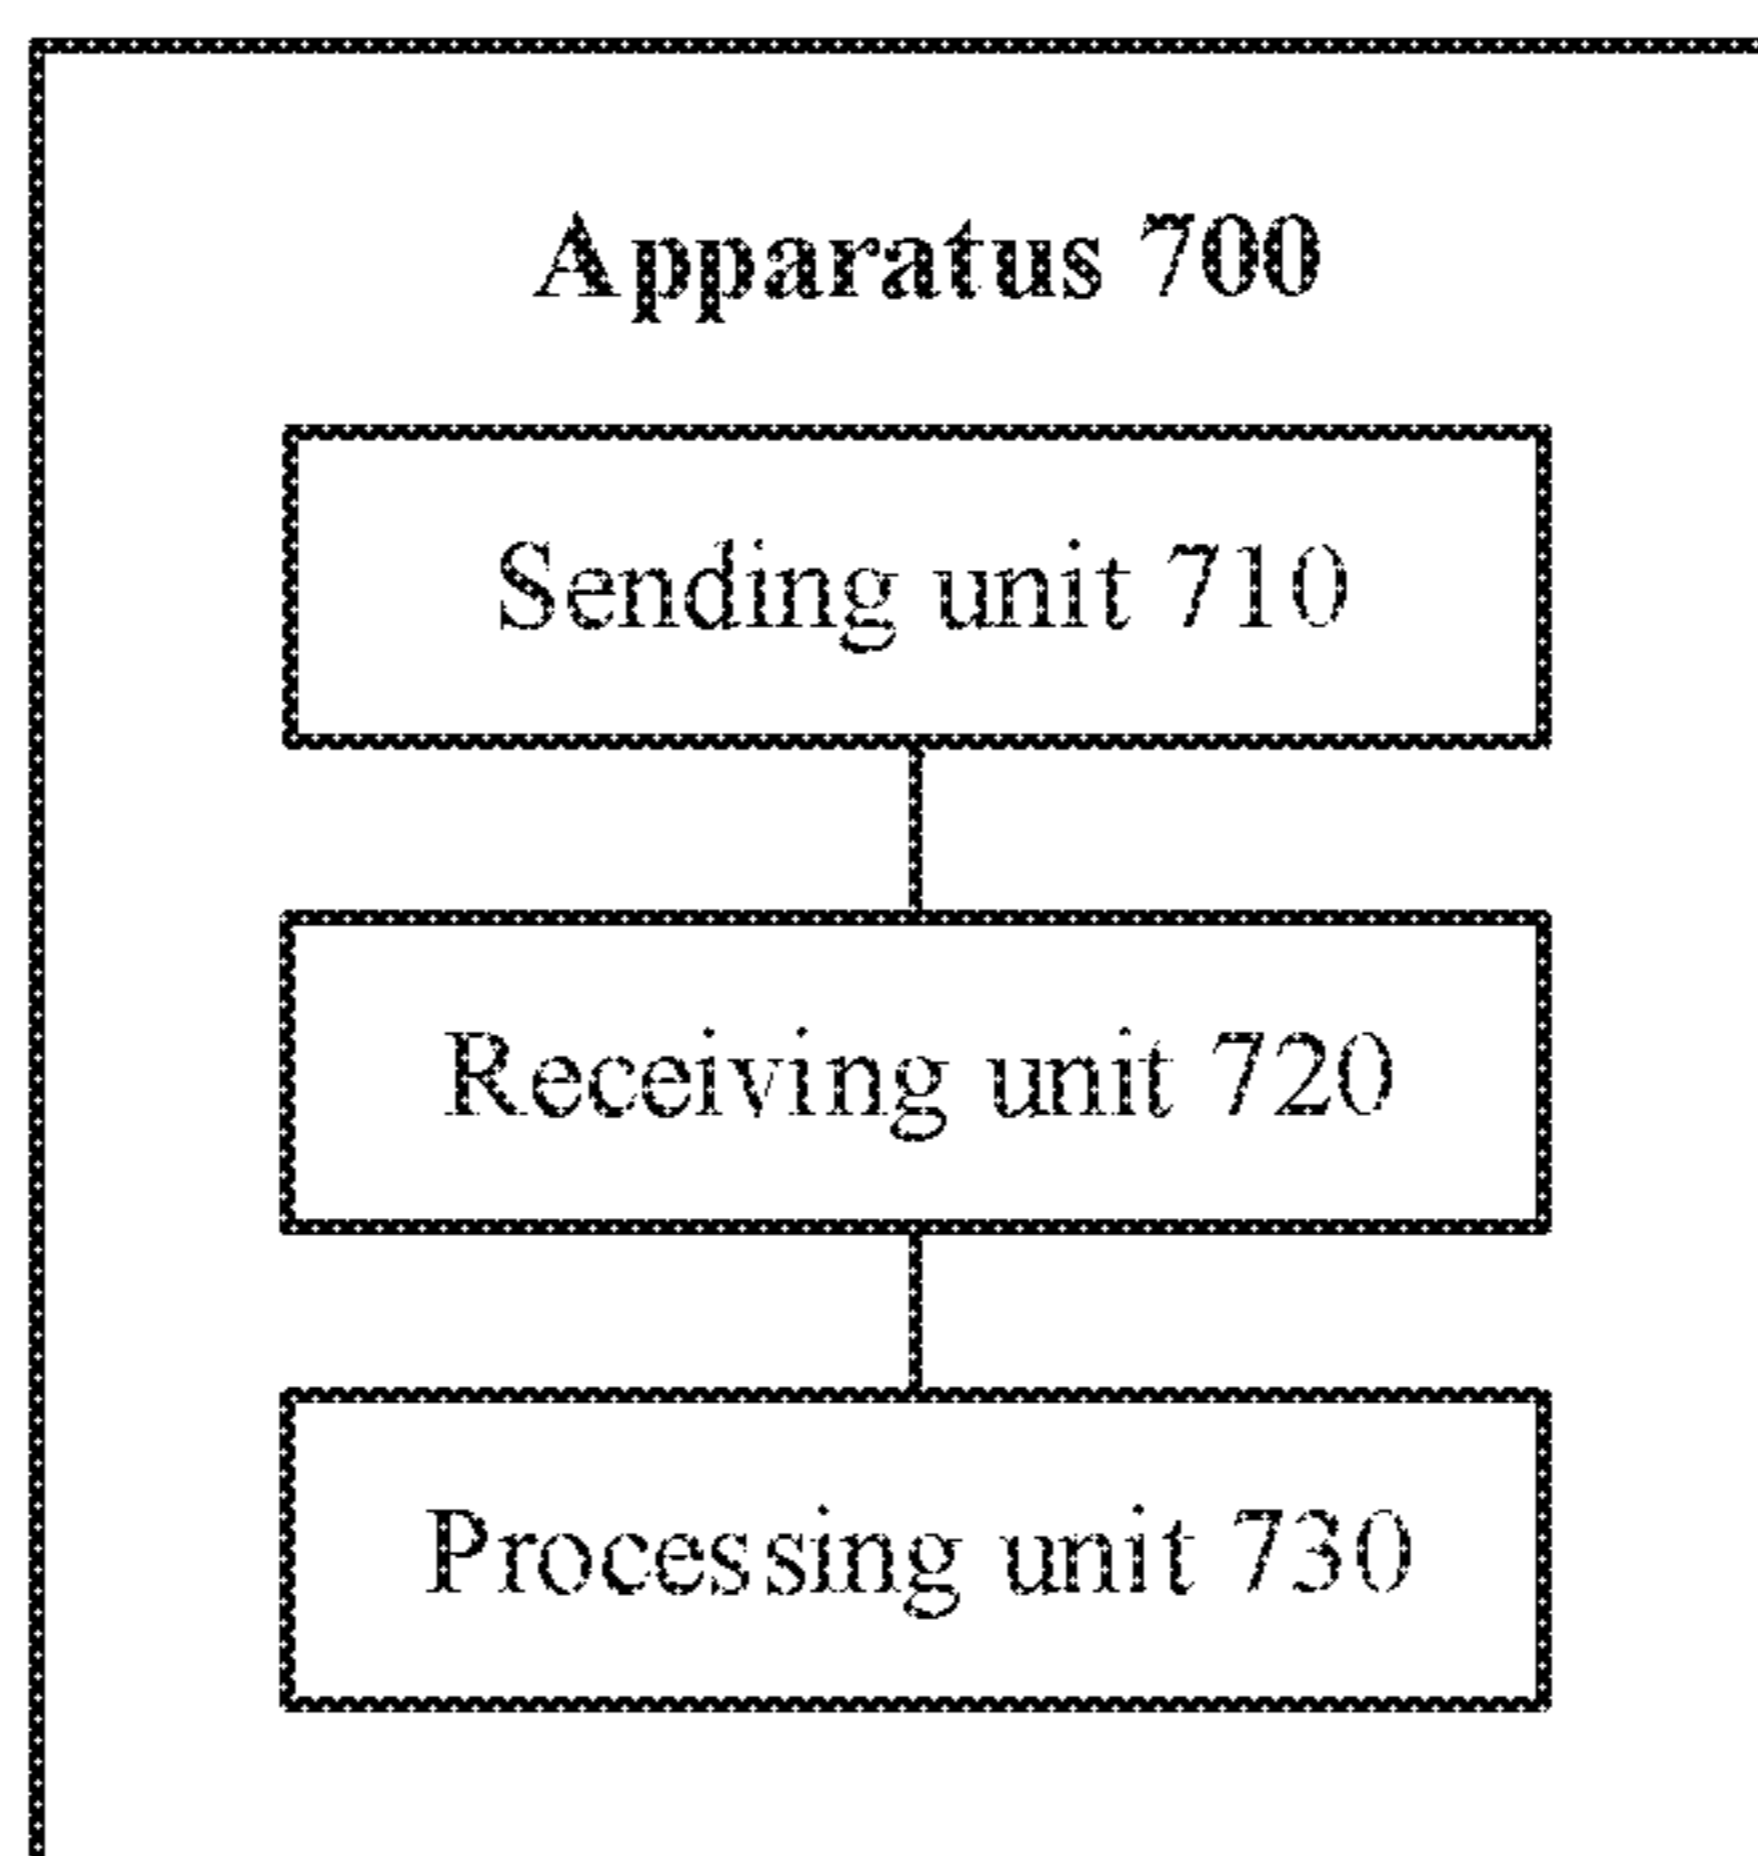 Apparatus 700
Sending unit 710
Receiving unit 720
Processing unit 730